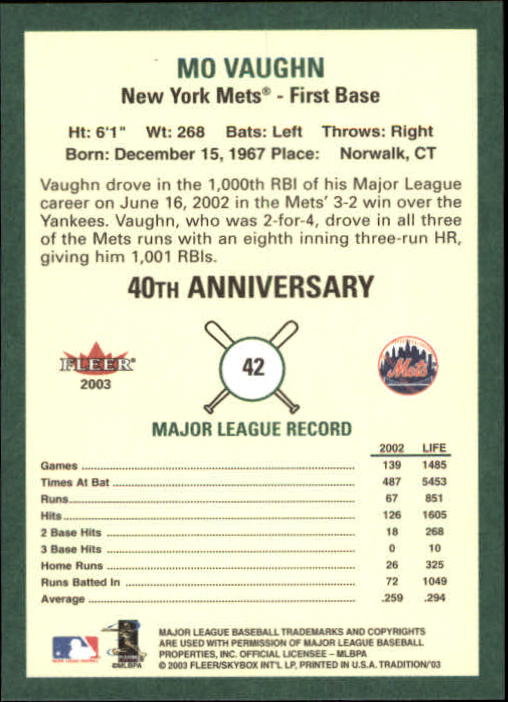 MO VAUGHN
New York Mets® - First Base
Ht: 6'1" Wt: 268 Bats: Left Throws: Right
Born: December 15, 1967 Place: Norwalk, CT
Vaughn drove in the 1,000th RBI of his Major League
career on June 16, 2002 in the Mets' 3-2 win over the
Yankees. Vaughn, who was 2-for-4, drove in all three
of the Mets runs with an eighth inning three-run HR,
giving him 1,001 RBIs.
40TH ANNIVERSARY
FLEER®
2003
42
Mets
MAJOR LEAGUE RECORD
2002 LIFE
Games 139 1485
Times At Bat 487 5453
Runs 67 851
Hits 126 1605
2 Base Hits 18 268
3 Base Hits 0 10
Home Runs 26 325
Runs Batted In 72 1049
Average .259 .294
©MLBPA
MAJOR LEAGUE BASEBALL TRADEMARKS AND COPYRIGHTS
ARE USED WITH PERMISSION OF MAJOR LEAGUE BASEBALL
PROPERTIES, INC. OFFICIAL LICENSEE - MLBPA
© 2003 FLEER/SKYBOX INT'L LP, PRINTED IN U.S.A. TRADITION/'03